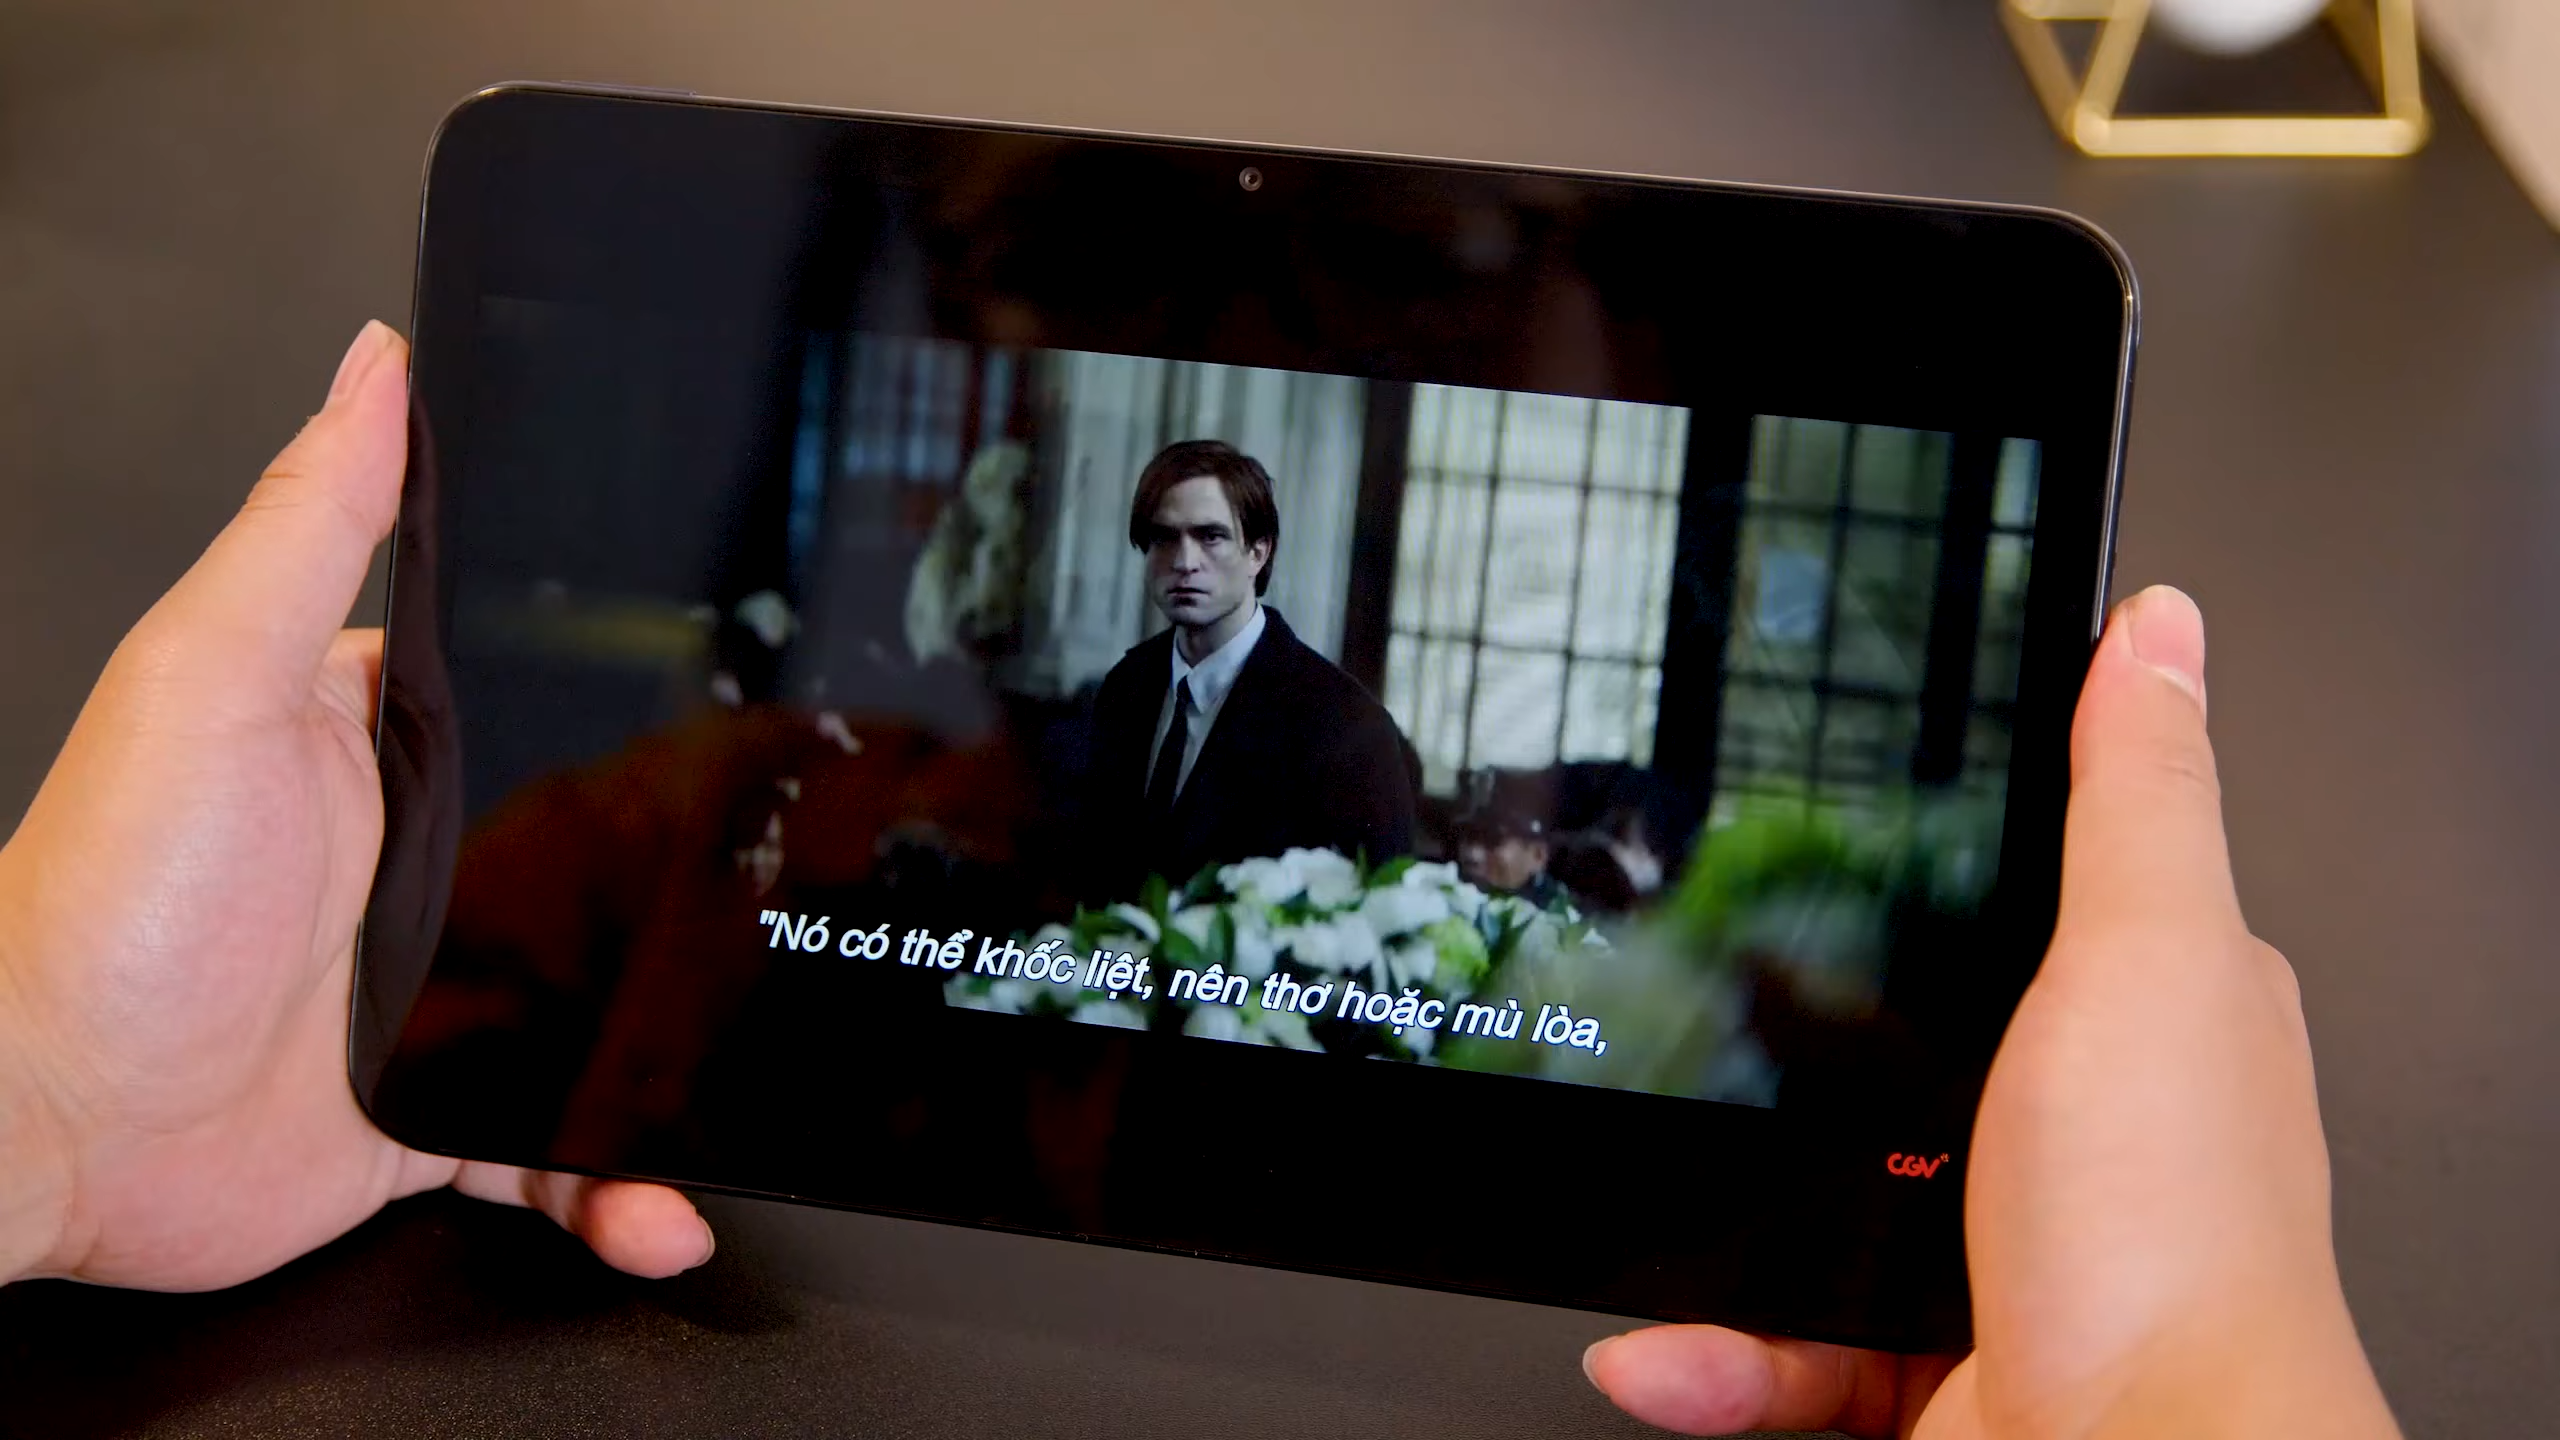 "Nó có thể khốc liệt, nên thơ hoặc mù lòa,
CGV